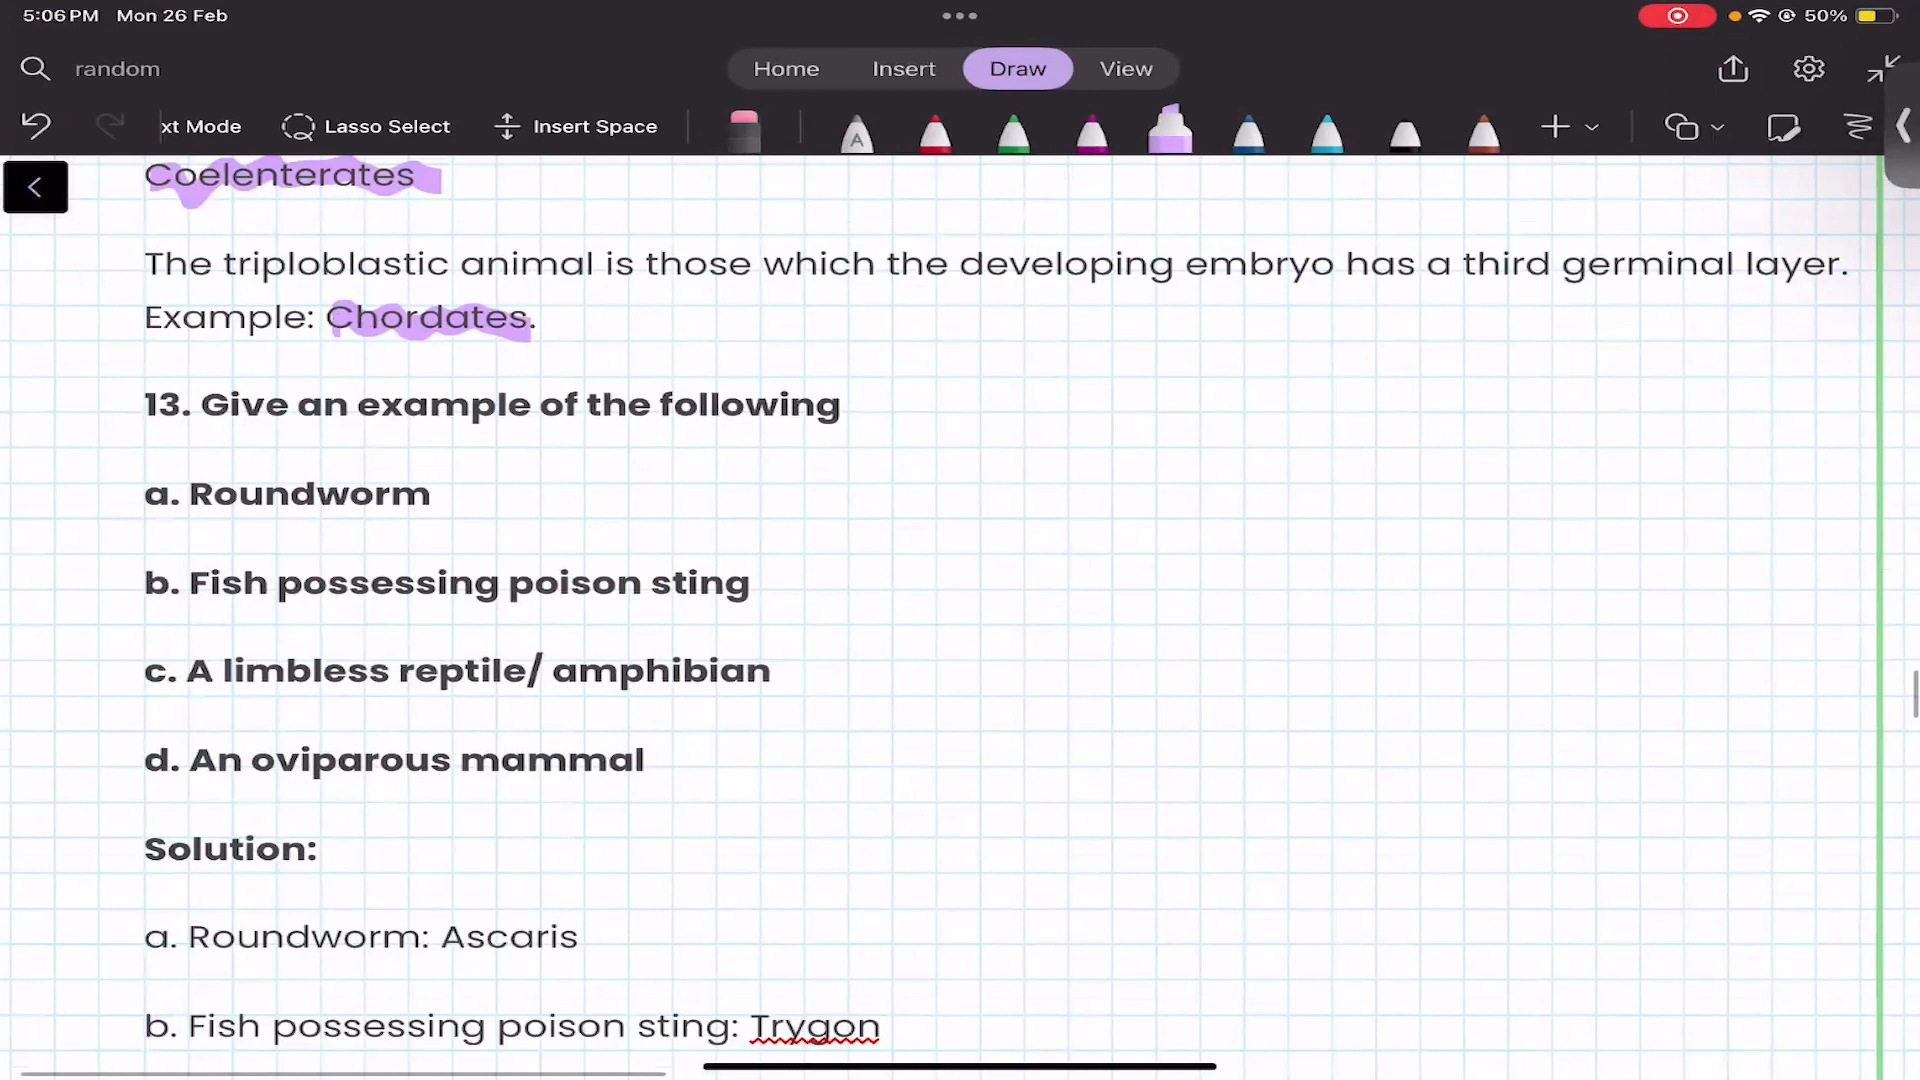 5:06 PM Mon 26 Feb
50%
random
Home Insert Draw View
xt Mode Lasso Select Insert Space
A
Coelenterates
The triploblastic animal is those which the developing embryo has a third germinal layer.
Example: Chordates.
13. Give an example of the following
a. Roundworm
b. Fish possessing poison sting
c. A limbless reptile/ amphibian
d. An oviparous mammal
Solution:
a. Roundworm: Ascaris
b. Fish possessing poison sting: Trygon